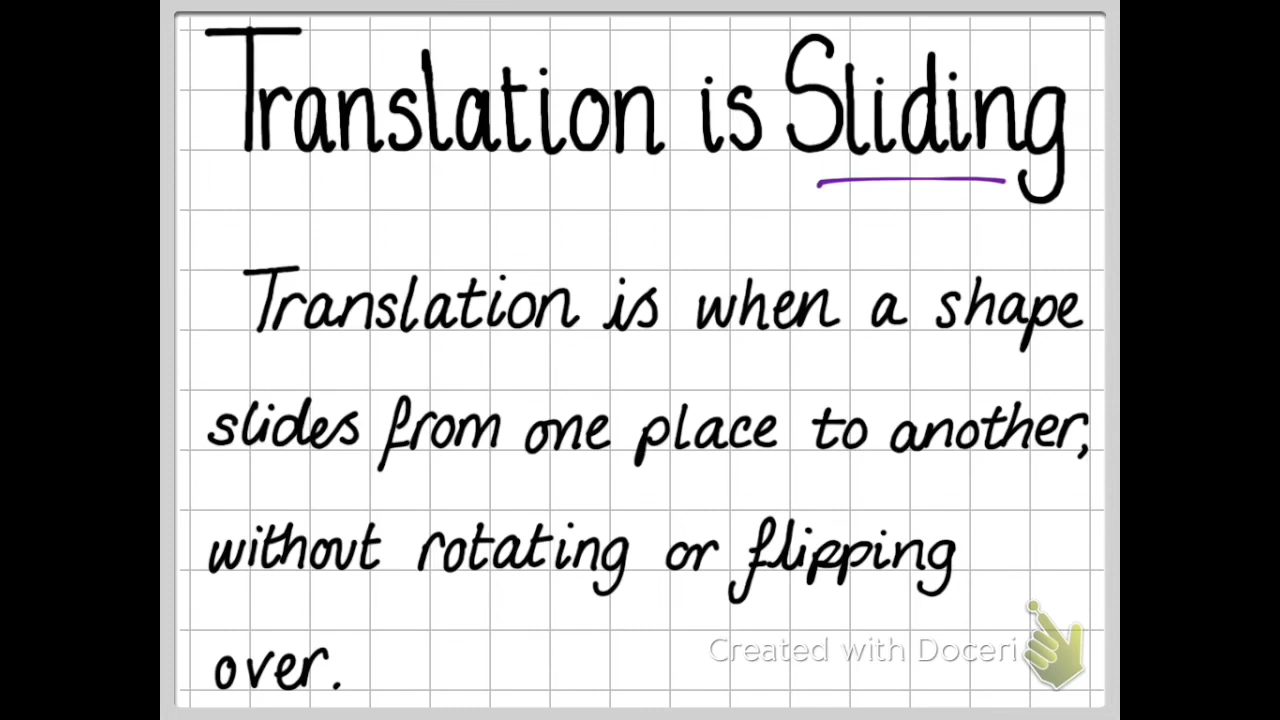 Translation is Sliding
Translation is when a shape
slides from one place to another,
without rotating or flipping
over.
Created with Doceri